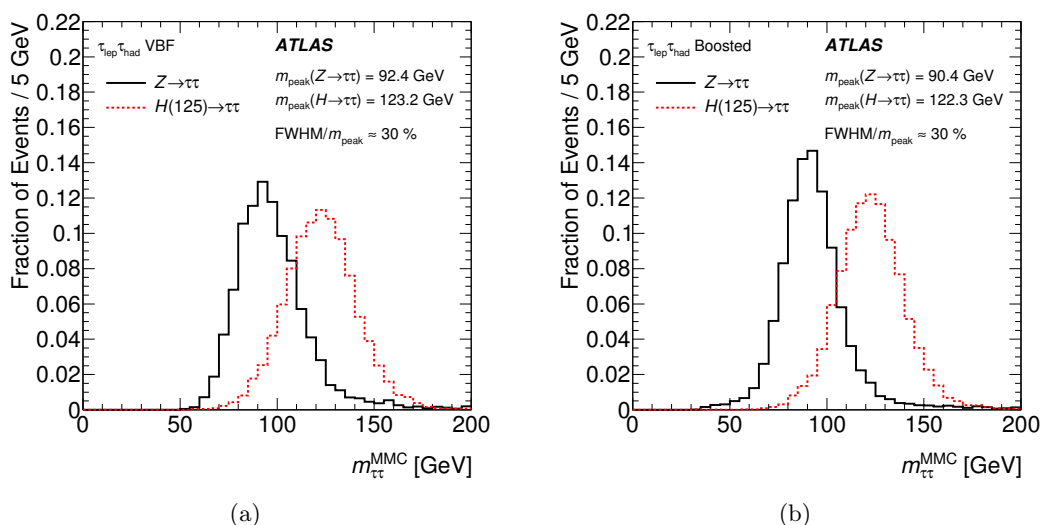 τlepτhad VBF
ATLAS
Z→ττ
H(125)→ττ
mpeak(Z→ττ) = 92.4 GeV
mpeak(H→ττ) = 123.2 GeV
FWHM/mpeak ≈ 30 %
Fraction of Events / 5 GeV
0.22
0.2
0.18
0.16
0.14
0.12
0.1
0.08
0.06
0.04
0.02
0
0 50 100 150 200
mττMMC [GeV]
(a)
τlepτhad Boosted
ATLAS
Z→ττ
H(125)→ττ
mpeak(Z→ττ) = 90.4 GeV
mpeak(H→ττ) = 122.3 GeV
FWHM/mpeak ≈ 30 %
Fraction of Events / 5 GeV
0.22
0.2
0.18
0.16
0.14
0.12
0.1
0.08
0.06
0.04
0.02
0
0 50 100 150 200
mττMMC [GeV]
(b)